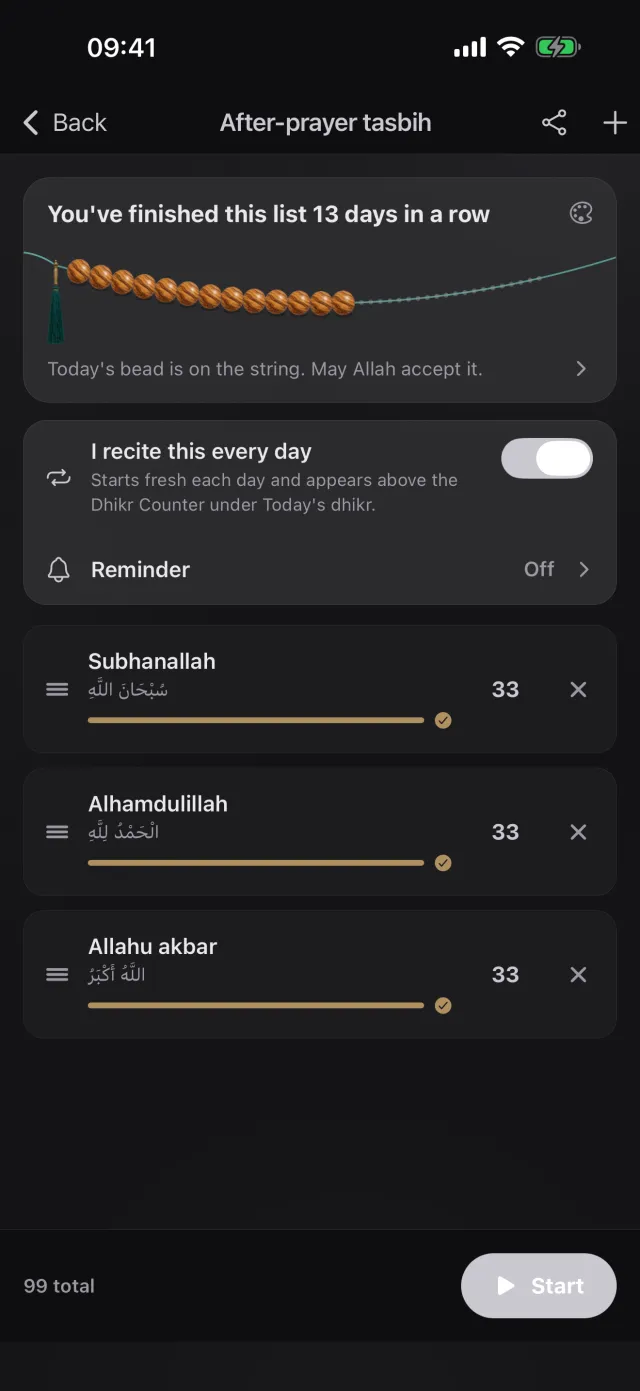 09:41
Back
After-prayer tasbih
You've finished this list 13 days in a row
Today's bead is on the string. May Allah accept it.
I recite this every day
Starts fresh each day and appears above the
Dhikr Counter under Today's dhikr.
Reminder
Off
Subhanallah
سُبْحَانَ اللَّهِ
33
Alhamdulillah
الْحَمْدُ لِلَّهِ
33
Allahu akbar
اللَّهُ أَكْبَرُ
33
99 total
Start